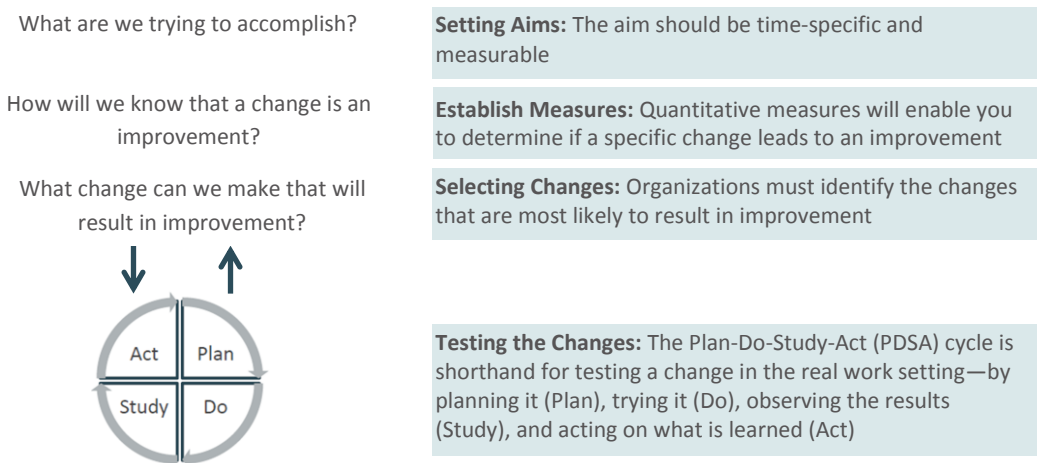 What are we trying to accomplish?
Setting Aims: The aim should be time-specific and
measurable
How will we know that a change is an
improvement?
Establish Measures: Quantitative measures will enable you
to determine if a specific change leads to an improvement
What change can we make that will
result in improvement?
Selecting Changes: Organizations must identify the changes
that are most likely to result in improvement
Act
Plan
Study
Do
Testing the Changes: The Plan-Do-Study-Act (PDSA) cycle is
shorthand for testing a change in the real work setting—by
planning it (Plan), trying it (Do), observing the results
(Study), and acting on what is learned (Act)